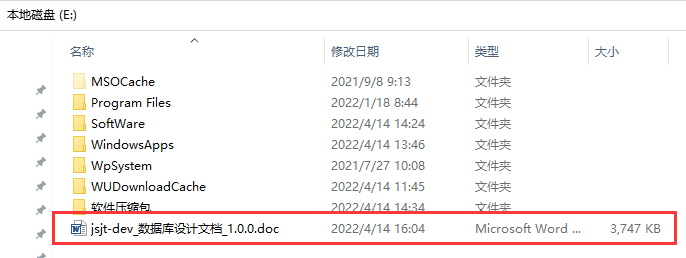 本地磁盘 (E:)
名称 修改日期 类型 大小
MSOCache 2021/9/8 9:13 文件夹
Program Files 2022/1/18 8:44 文件夹
SoftWare 2022/4/14 14:24 文件夹
WindowsApps 2022/4/14 13:46 文件夹
WpSystem 2021/7/27 10:08 文件夹
WUDownloadCache 2022/4/14 11:45 文件夹
软件压缩包 2022/4/14 14:34 文件夹
jsjt-dev_数据库设计文档_1.0.0.doc 2022/4/14 16:04 Microsoft Word ... 3,747 KB